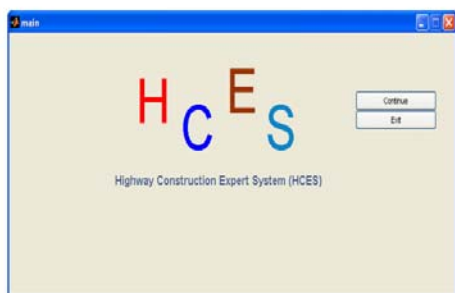 main
H C E S
Continue
Exit
Highway Construction Expert System (HCES)